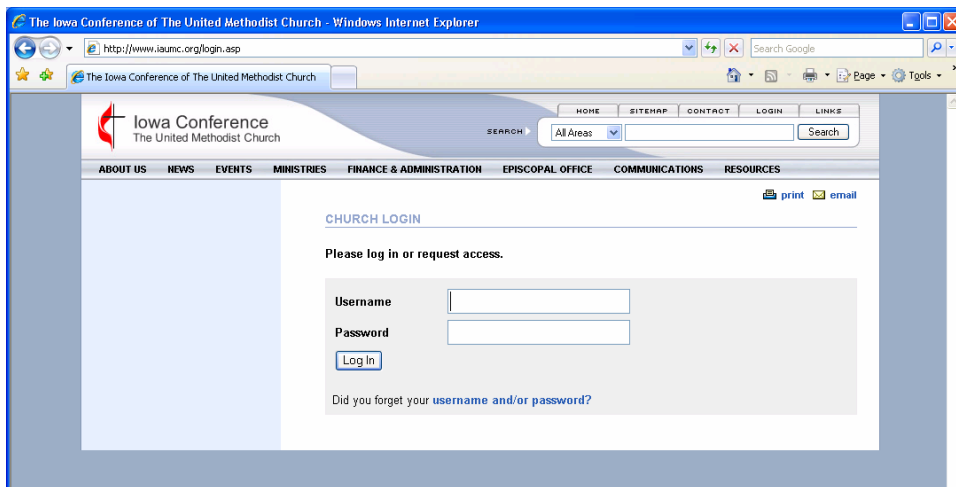 The Iowa Conference of The United Methodist Church - Windows Internet Explorer
http://www.iaumc.org/login.asp
Search Google
The Iowa Conference of The United Methodist Church
Page
Tools
HOME SITEMAP CONTACT LOGIN LINKS
Iowa Conference
The United Methodist Church
SEARCH All Areas Search
ABOUT US NEWS EVENTS MINISTRIES FINANCE & ADMINISTRATION EPISCOPAL OFFICE COMMUNICATIONS RESOURCES
print email
CHURCH LOGIN
Please log in or request access.
Username
Password
Log In
Did you forget your username and/or password?